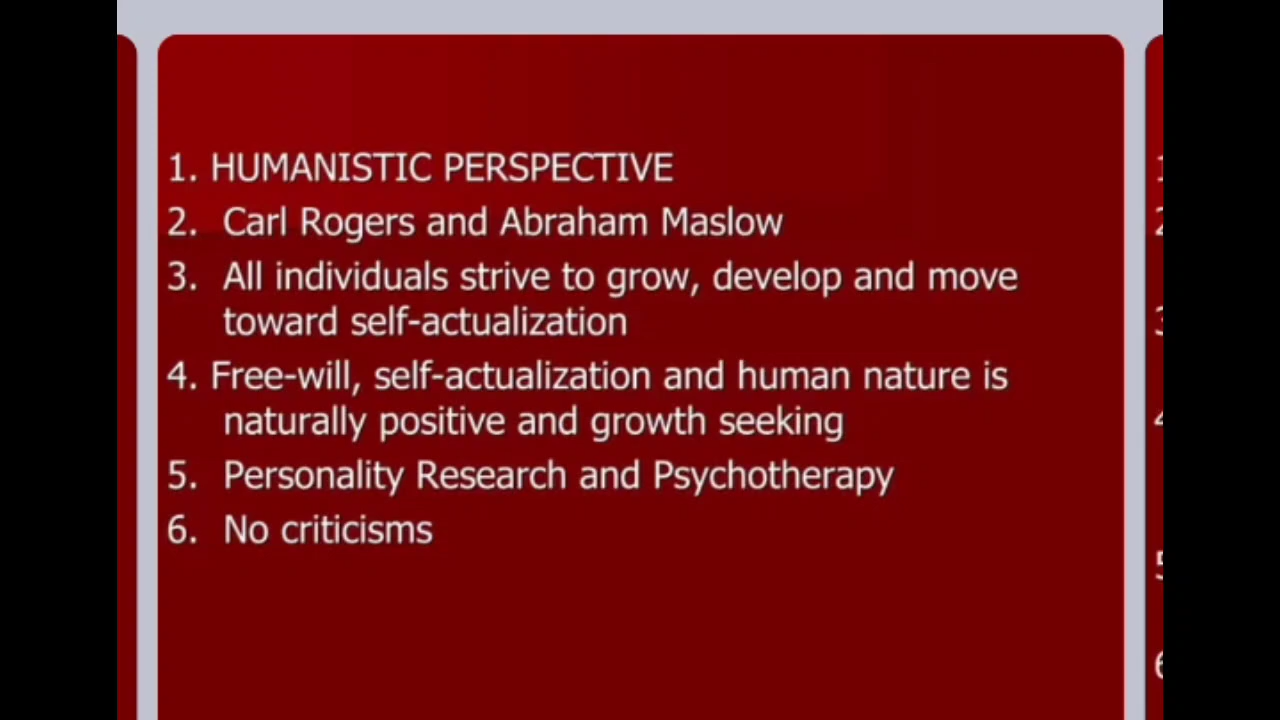 1. HUMANISTIC PERSPECTIVE
2. Carl Rogers and Abraham Maslow
3. All individuals strive to grow, develop and move
toward self-actualization
4. Free-will, self-actualization and human nature is
naturally positive and growth seeking
5. Personality Research and Psychotherapy
6. No criticisms